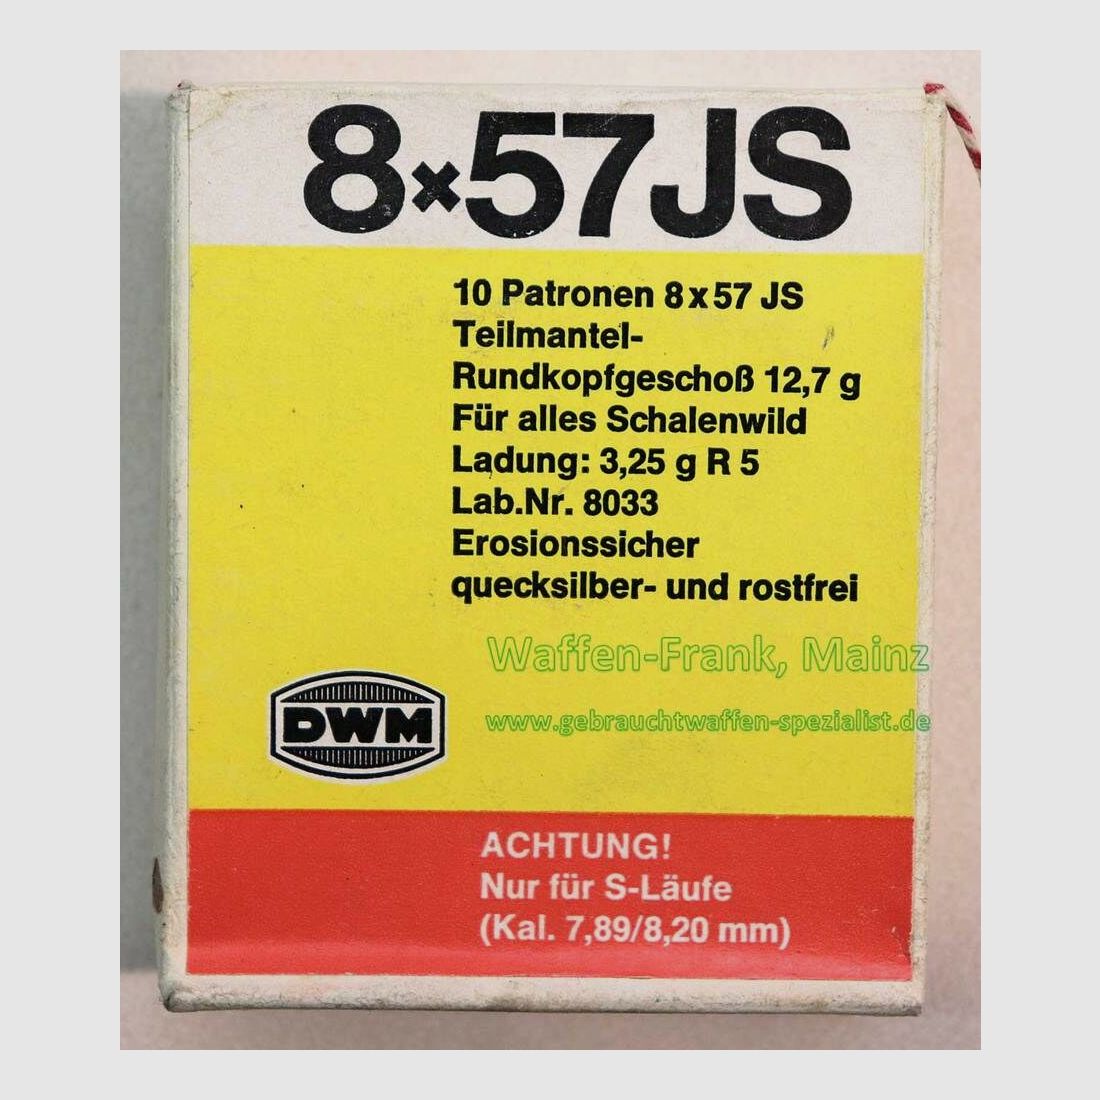 8×57JS
10 Patronen 8x57 JS
Teilmantel-
Rundkopfgeschoß 12,7 g
Für alles Schalenwild
Ladung: 3,25 g R 5
Lab.Nr. 8033
Erosionssicher
quecksilber- und rostfrei
Waffen-Frank, Mainz
www.gebrauchtwaffen-spezialist.de
DWM
ACHTUNG!
Nur für S-Läufe
(Kal. 7,89/8,20 mm)